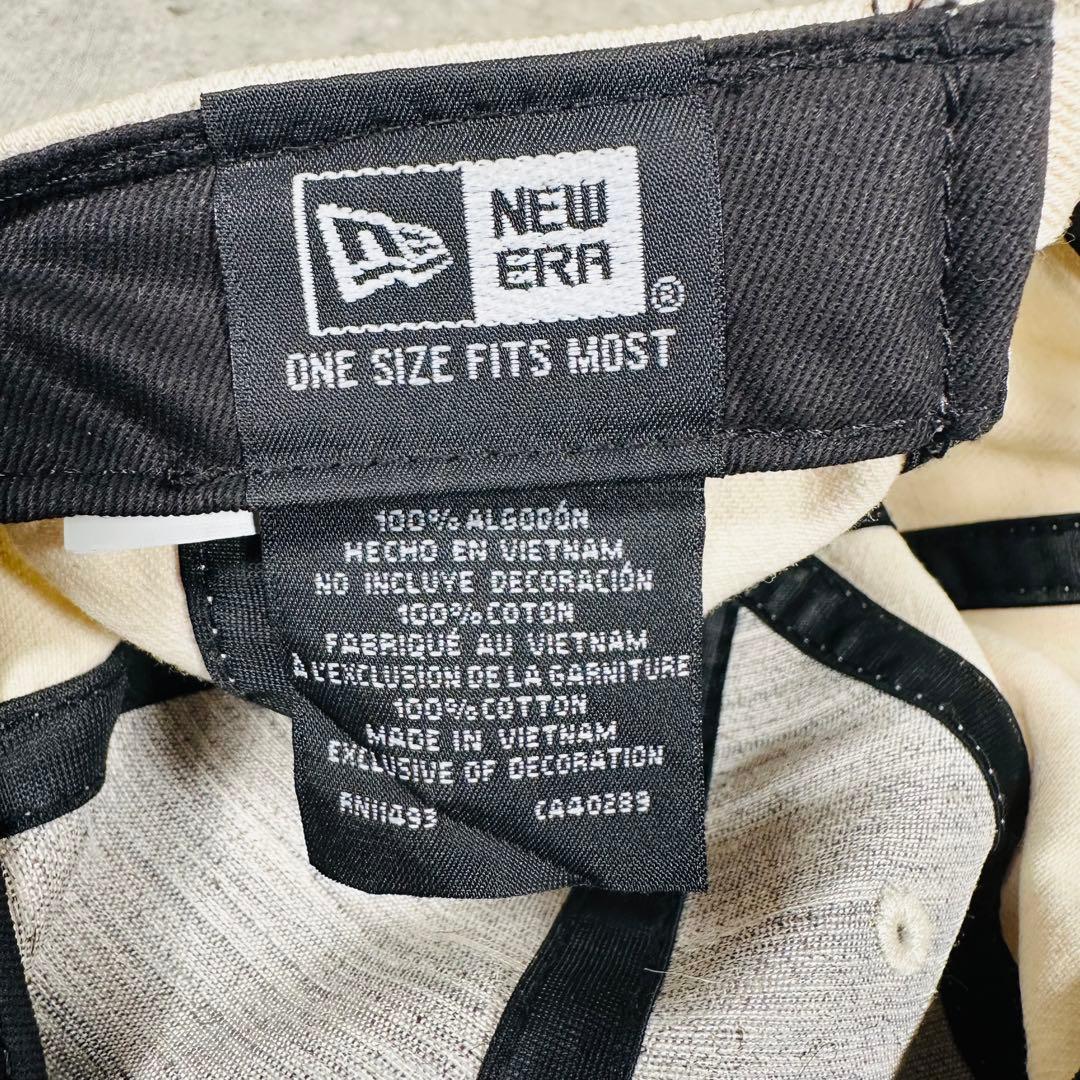 NEW
ERA
®
ONE SIZE FITS MOST
100% ALGODÓN
HECHO EN VIETNAM
NO INCLUYE DECORACIÓN
100% COTON
FABRIQUÉ AU VIETNAM
À L'EXCLUSION DE LA GARNITURE
100% COTTON
MADE IN VIETNAM
EXCLUSIVE OF DECORATION
RN11493 CA40289